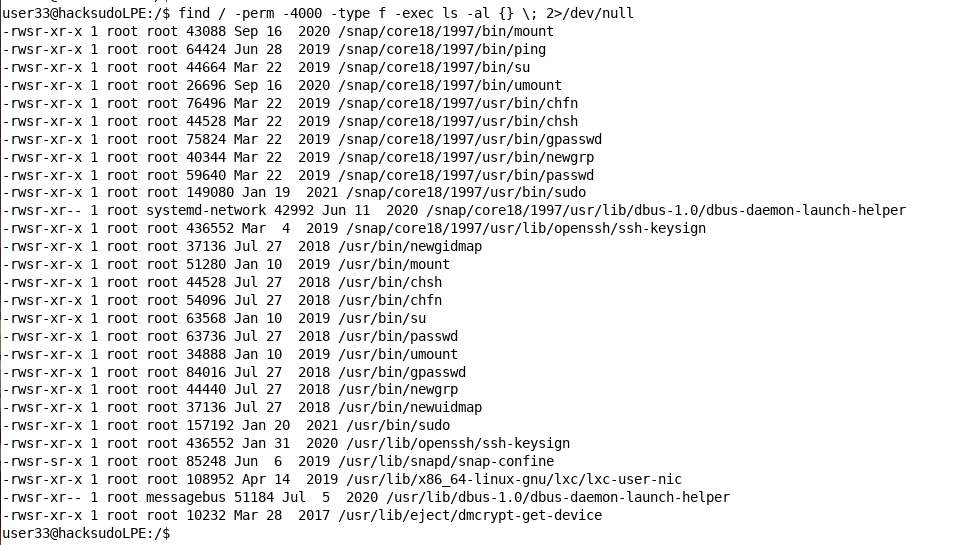 user33@hacksudoLPE:/$ find / -perm -4000 -type f -exec ls -al {} \; 2>/dev/null
-rwsr-xr-x 1 root root 43088 Sep 16  2020 /snap/core18/1997/bin/mount
-rwsr-xr-x 1 root root 64424 Jun 28  2019 /snap/core18/1997/bin/ping
-rwsr-xr-x 1 root root 44664 Mar 22  2019 /snap/core18/1997/bin/su
-rwsr-xr-x 1 root root 26696 Sep 16  2020 /snap/core18/1997/bin/umount
-rwsr-xr-x 1 root root 76496 Mar 22  2019 /snap/core18/1997/usr/bin/chfn
-rwsr-xr-x 1 root root 44528 Mar 22  2019 /snap/core18/1997/usr/bin/chsh
-rwsr-xr-x 1 root root 75824 Mar 22  2019 /snap/core18/1997/usr/bin/gpasswd
-rwsr-xr-x 1 root root 40344 Mar 22  2019 /snap/core18/1997/usr/bin/newgrp
-rwsr-xr-x 1 root root 59640 Mar 22  2019 /snap/core18/1997/usr/bin/passwd
-rwsr-xr-x 1 root root 149080 Jan 19  2021 /snap/core18/1997/usr/bin/sudo
-rwsr-xr-- 1 root systemd-network 42992 Jun 11  2020 /snap/core18/1997/usr/lib/dbus-1.0/dbus-daemon-launch-helper
-rwsr-xr-x 1 root root 436552 Mar  4  2019 /snap/core18/1997/usr/lib/openssh/ssh-keysign
-rwsr-xr-x 1 root root 37136 Jul 27  2018 /usr/bin/newgidmap
-rwsr-xr-x 1 root root 51280 Jan 10  2019 /usr/bin/mount
-rwsr-xr-x 1 root root 44528 Jul 27  2018 /usr/bin/chsh
-rwsr-xr-x 1 root root 54096 Jul 27  2018 /usr/bin/chfn
-rwsr-xr-x 1 root root 63568 Jan 10  2019 /usr/bin/su
-rwsr-xr-x 1 root root 63736 Jul 27  2018 /usr/bin/passwd
-rwsr-xr-x 1 root root 34888 Jan 10  2019 /usr/bin/umount
-rwsr-xr-x 1 root root 84016 Jul 27  2018 /usr/bin/gpasswd
-rwsr-xr-x 1 root root 44440 Jul 27  2018 /usr/bin/newgrp
-rwsr-xr-x 1 root root 37136 Jul 27  2018 /usr/bin/newuidmap
-rwsr-xr-x 1 root root 157192 Jan 20  2021 /usr/bin/sudo
-rwsr-xr-x 1 root root 436552 Jan 31  2020 /usr/lib/openssh/ssh-keysign
-rwsr-sr-x 1 root root 85248 Jun  6  2019 /usr/lib/snapd/snap-confine
-rwsr-xr-x 1 root root 108952 Apr 14  2019 /usr/lib/x86_64-linux-gnu/lxc/lxc-user-nic
-rwsr-xr-- 1 root messagebus 51184 Jul  5  2020 /usr/lib/dbus-1.0/dbus-daemon-launch-helper
-rwsr-xr-x 1 root root 10232 Mar 28  2017 /usr/lib/eject/dmcrypt-get-device
user33@hacksudoLPE:/$